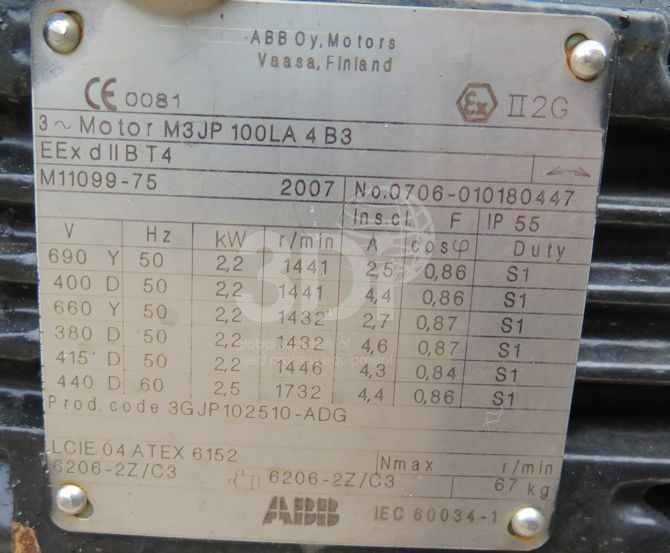 ABB Oy, Motors
Vaasa, Finland
CE 0081
Ex II 2G
3 ~ Motor M3JP 100LA 4 B3
EEx d IIB T4
M11099-75 2007 No. 0706-010180447
Ins.cl. F IP 55
V Hz kW r/min A cosφ Duty
690 Y 50 2,2 1441 2,5 0,86 S1
400 D 50 2,2 1441 4,4 0,86 S1
660 Y 50 2,2 1432 2,7 0,87 S1
380 D 50 2,2 1432 4,6 0,87 S1
415 D 50 2,2 1446 4,3 0,84 S1
440 D 60 2,5 1732 4,4 0,86 S1
Prod. code 3GJP102510-ADG
LCIE 04 ATEX 6152
Nmax r/min
6206-2Z/C3 6206-2Z/C3 67 kg
ABB IEC 60034-1